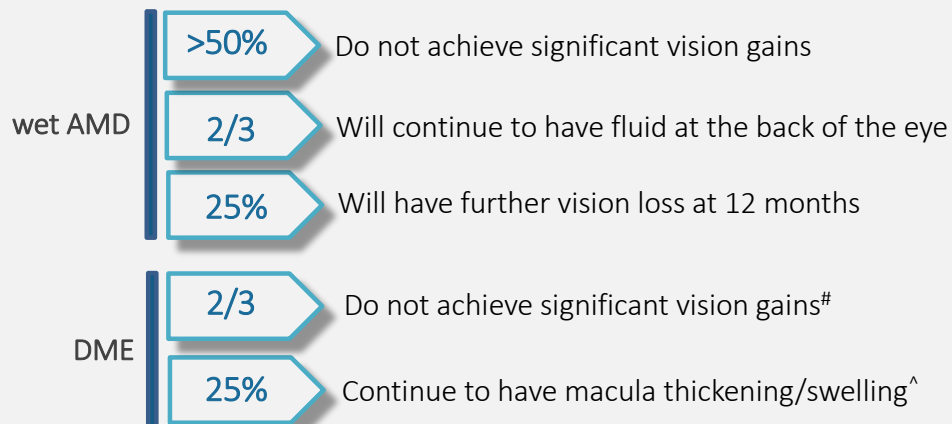 >50% Do not achieve significant vision gains
wet AMD 2/3 Will continue to have fluid at the back of the eye
25% Will have further vision loss at 12 months
2/3 Do not achieve significant vision gains#
DME
25% Continue to have macula thickening/swelling^